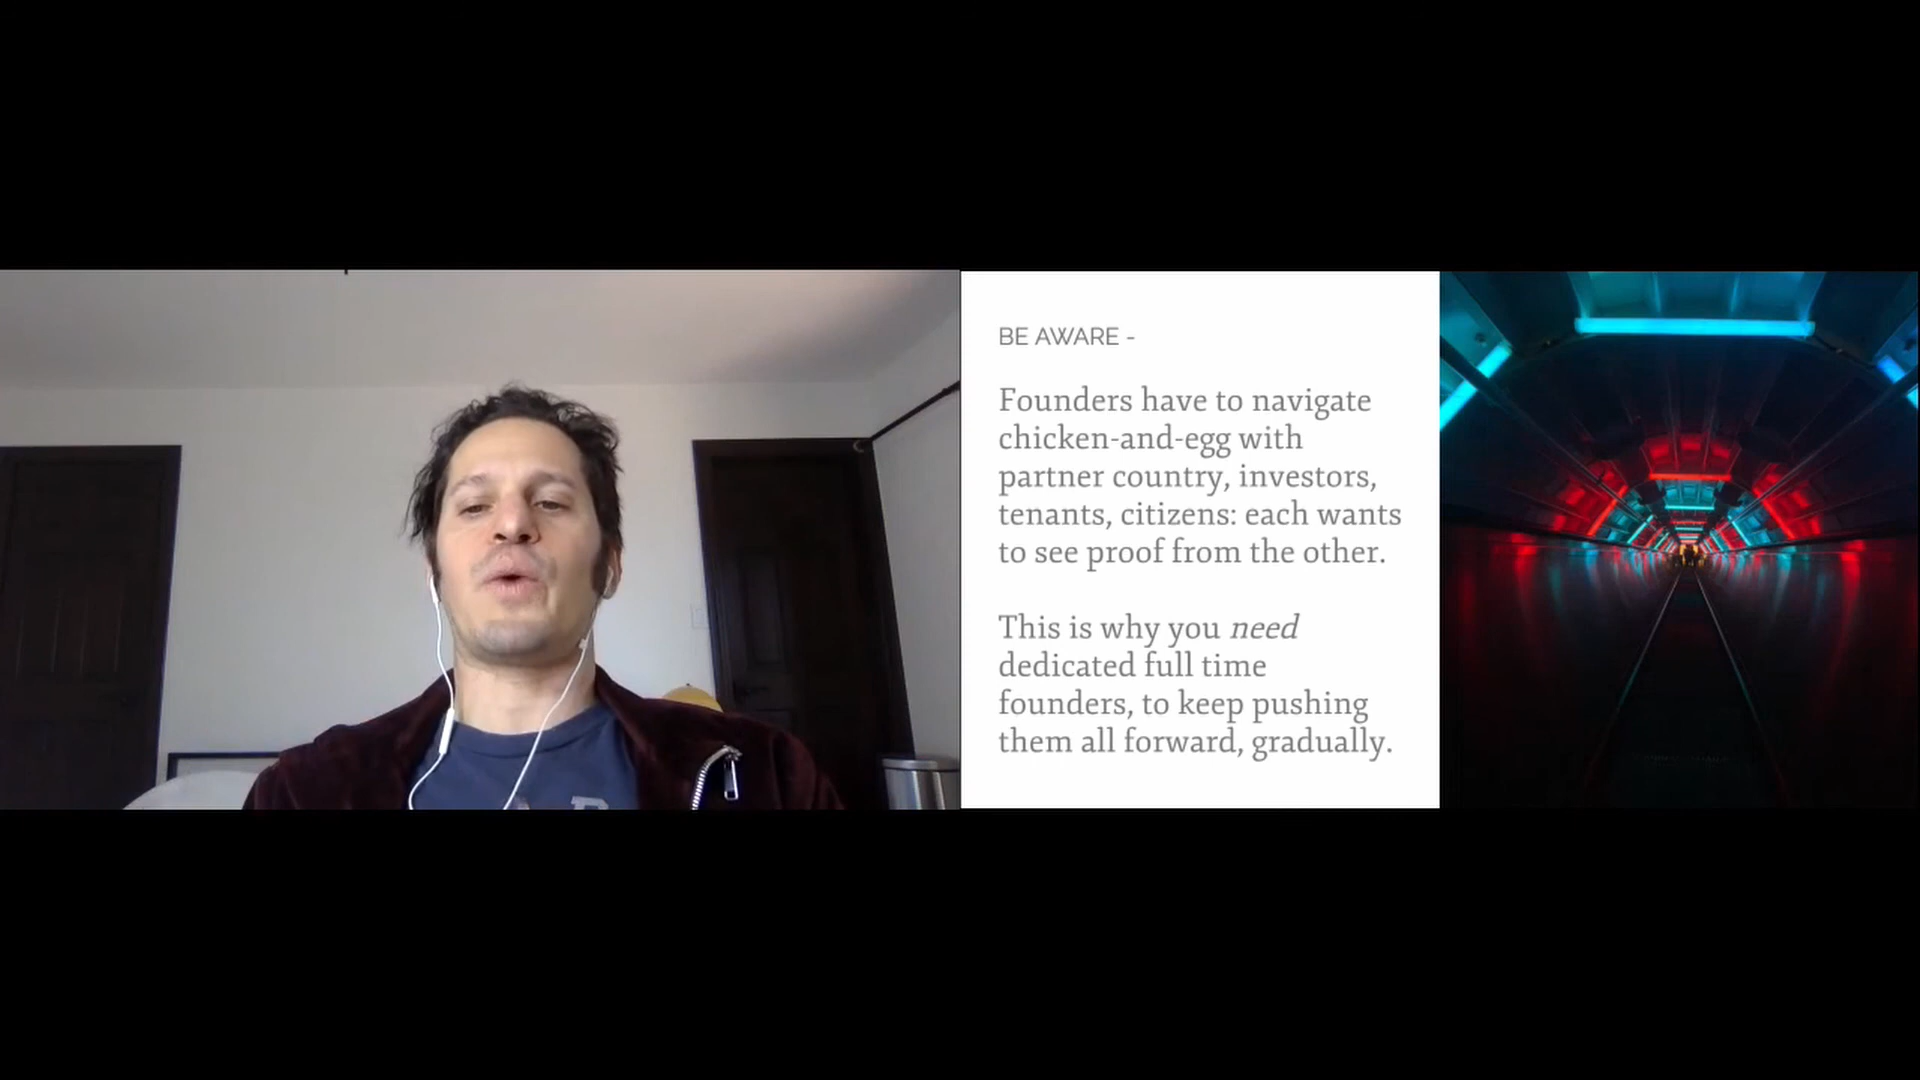 BE AWARE -
Founders have to navigate
chicken-and-egg with
partner country, investors,
tenants, citizens: each wants
to see proof from the other.
This is why you need
dedicated full time
founders, to keep pushing
them all forward, gradually.